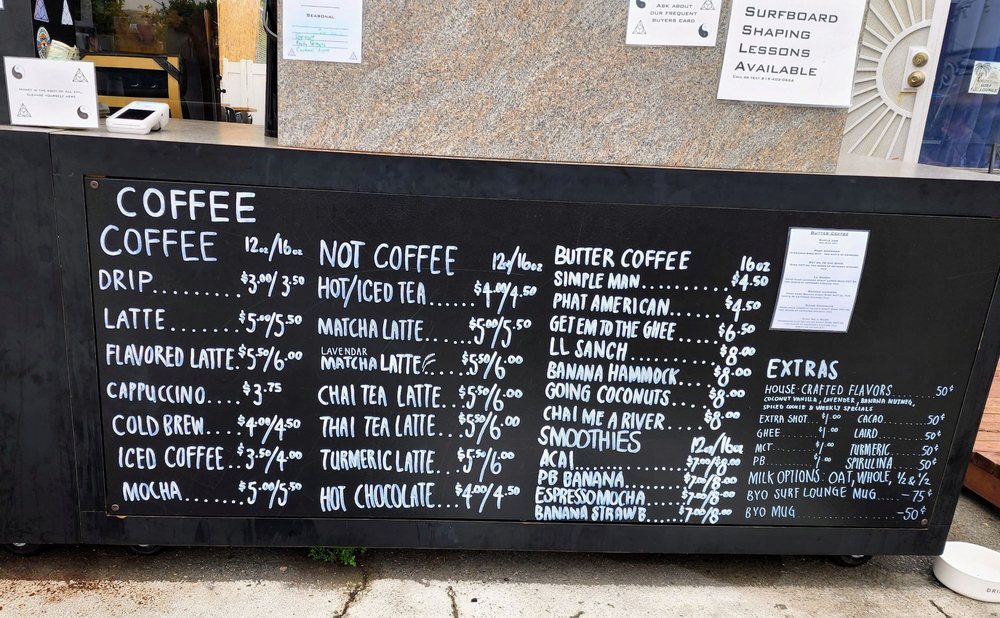 SEASONAL
ASK ABOUT
OUR FREQUENT
BUYERS CARD
SURFBOARD
SHAPING
LESSONS
AVAILABLE
MONEY IS THE ROOT OF ALL EVIL,
CLEANSE YOURSELF HERE
COFFEE
COFFEE 12oz/16oz
DRIP $3.00/3.50
LATTE....... $5.00/5.50
FLAVORED LATTE. $5.50/6.00
CAPPUCCINO.... $3.75
COLD BREW.... $4.00/4.50
ICED COFFEE.. $3.50/4.00
MOCHA....... $5.00/5.50
NOT COFFEE 12oz/16oz
HOT/ICED TEA..... $4.00/4.50
MATCHA LATTE..... $5.00/5.50
LAVENDAR
MATCHA LATTE ... $5.50/6.00
CHAI TEA LATTE... $5.50/6.00
THAI TEA LATTE... $5.50/6.00
TURMERIC LATTE... $5.50/6.00
HOT CHOCOLATE... $4.00/4.50
BUTTER COFFEE 16oz
SIMPLE MAN.......... $4.50
PHAT AMERICAN...... $4.50
GET EM TO THE GHEE... $6.50
LL SANCH............ $8.00
BANANA HAMMOCK.... $8.00
GOING COCONUTS.... $8.00
CHAI ME A RIVER.... $8.00
SMOOTHIES 12oz/16oz
ACAI............. $7.00/$8.00
PB BANANA....... $7.00/8.00
ESPRESSO MOCHA.... $7.00/8.00
BANANA STRAWB..... $7.00/8.00
BUTTER COFFEE
EXTRAS
HOUSE-CRAFTED FLAVORS......50¢
COCONUT VANILLA, LAVENDER, BANANA NUTMEG,
SPICED COOKIE & WEEKLY SPECIALS
EXTRA SHOT... $1.00 CACAO.........50¢
GHEE......... $1.00 LAIRD.........50¢
MCT.......... $1.00 TURMERIC......50¢
PB........... $1.00 SPIRULINA.....50¢
MILK OPTIONS: OAT, WHOLE, ½ & ½
BYO SURF LOUNGE MUG....-75¢
BYO MUG...............-50¢